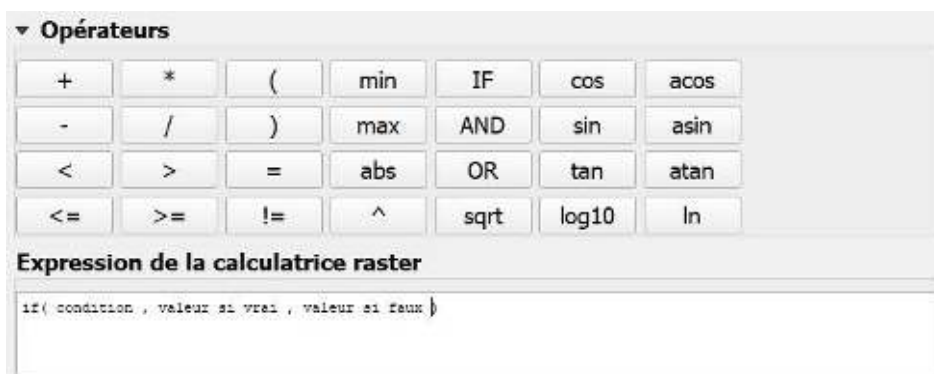 ▾ Opérateurs
+ * ( min IF cos acos
- / ) max AND sin asin
< > = abs OR tan atan
<= >= != ^ sqrt log10 ln
Expression de la calculatrice raster
if( condition , valeur si vrai , valeur si faux )